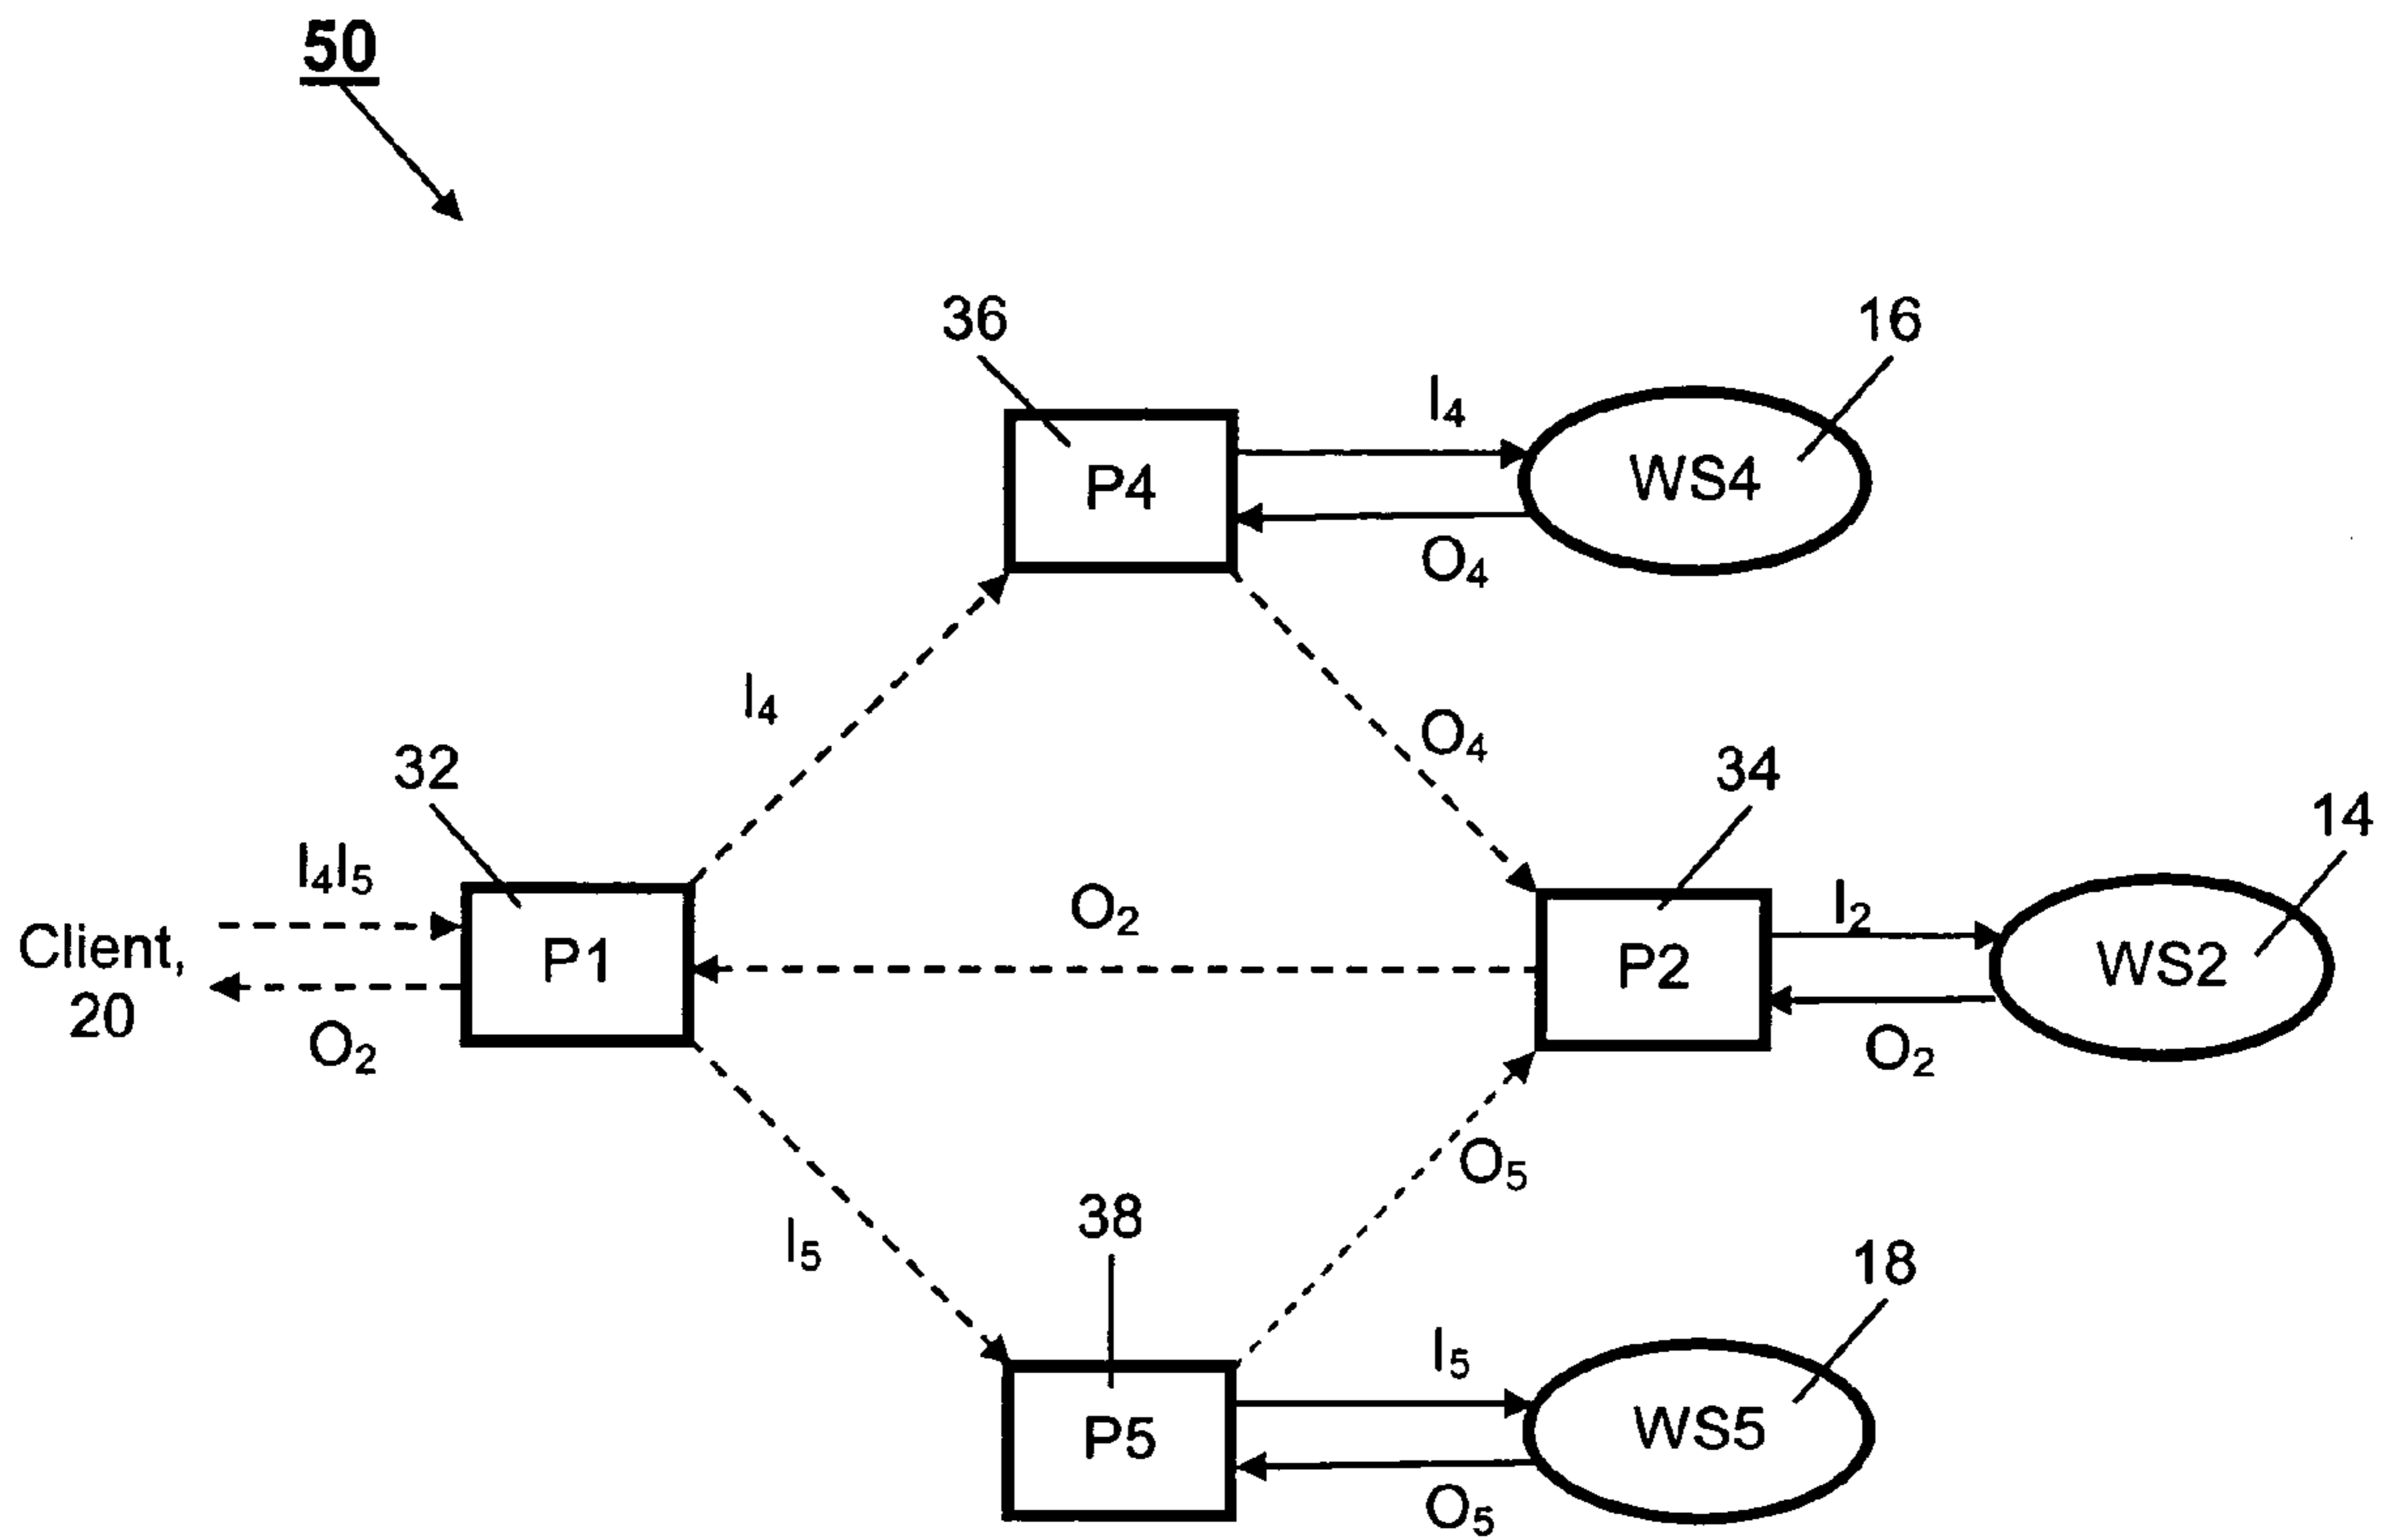 50
36
16
I₄
P4
WS4
O₄
I₄
O₄
32
34
14
I₄I₅
O₂
I₂
Client,
20
P1
P2
WS2
O₂
O₂
O₅
I₅
38
18
I₅
P5
WS5
O₅